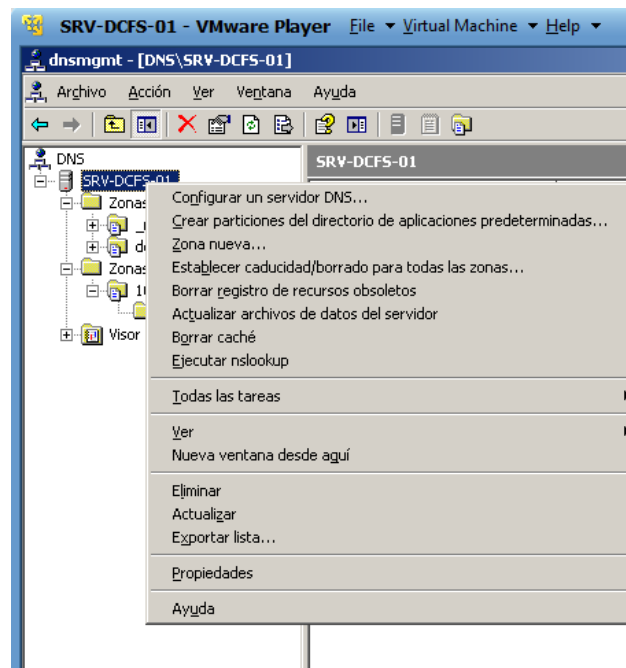 SRV-DCFS-01 - VMware Player File Virtual Machine Help
dnsmgmt - [DNS\SRV-DCFS-01]
Archivo Acción Ver Ventana Ayuda
DNS
SRV-DCFS-01
SRV-DCFS-01
Zonas
Zonas
Visor
Configurar un servidor DNS...
Crear particiones del directorio de aplicaciones predeterminadas...
Zona nueva...
Establecer caducidad/borrado para todas las zonas...
Borrar registro de recursos obsoletos
Actualizar archivos de datos del servidor
Borrar caché
Ejecutar nslookup
Todas las tareas
Ver
Nueva ventana desde aquí
Eliminar
Actualizar
Exportar lista...
Propiedades
Ayuda